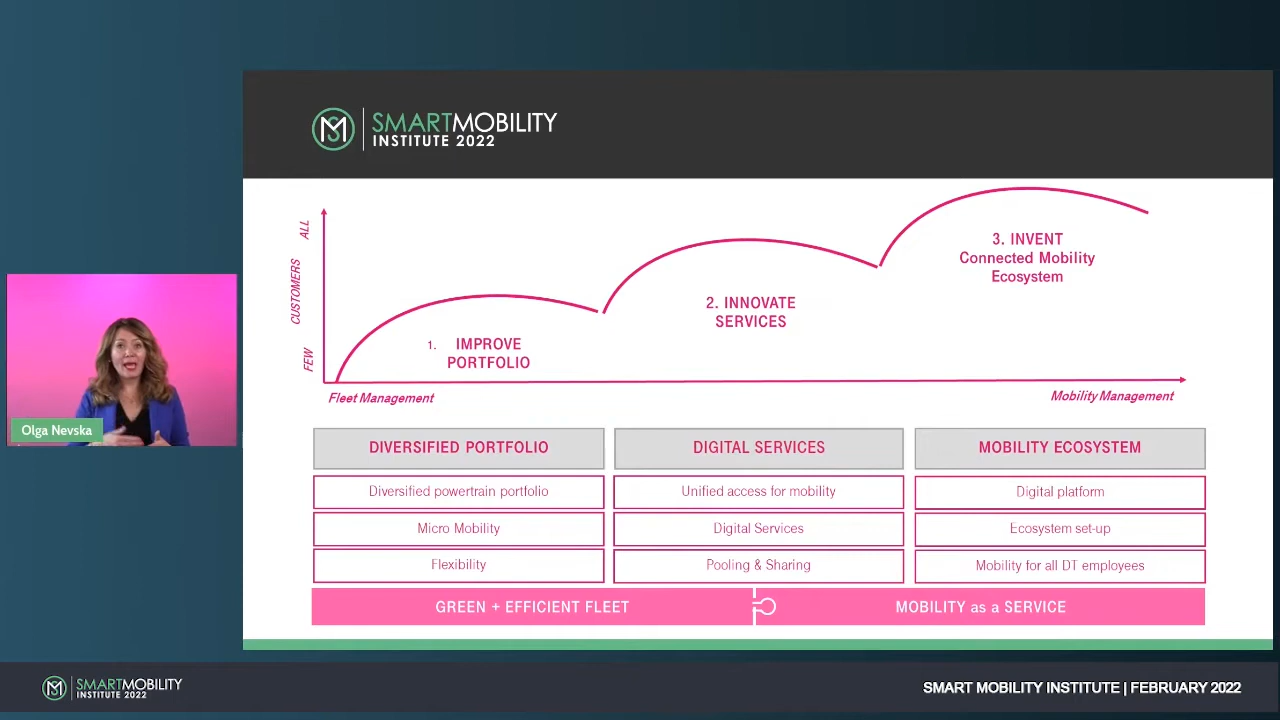 SMARTMOBILITY
INSTITUTE 2022
ALL
CUSTOMERS
FEW
1. IMPROVE
PORTFOLIO
2. INNOVATE
SERVICES
3. INVENT
Connected Mobility
Ecosystem
Fleet Management
Mobility Management
Olga Nevska
DIVERSIFIED PORTFOLIO
Diversified powertrain portfolio
Micro Mobility
Flexibility
DIGITAL SERVICES
Unified access for mobility
Digital Services
Pooling & Sharing
MOBILITY ECOSYSTEM
Digital platform
Ecosystem set-up
Mobility for all DT employees
GREEN + EFFICIENT FLEET
MOBILITY as a SERVICE
SMARTMOBILITY
INSTITUTE 2022
SMART MOBILITY INSTITUTE | FEBRUARY 2022